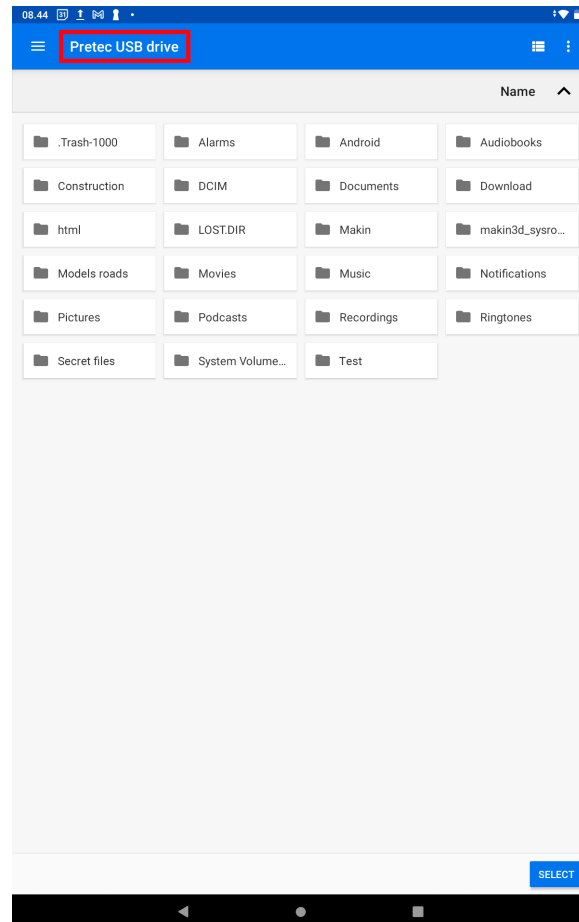 08.44 31
Pretec USB drive
Name
.Trash-1000 Alarms Android Audiobooks
Construction DCIM Documents Download
html LOST.DIR Makin makin3d_sysro...
Models roads Movies Music Notifications
Pictures Podcasts Recordings Ringtones
Secret files System Volume... Test
SELECT